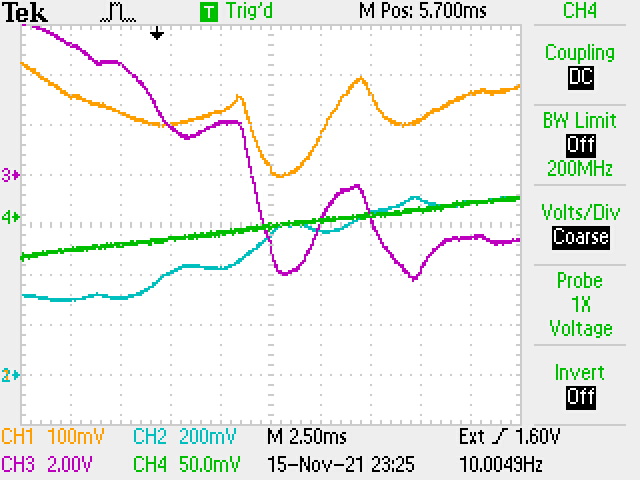 Tek T Trig'd M Pos: 5.700ms CH4
Coupling
DC
BW Limit
Off
200MHz
3
4
Volts/Div
Coarse
Probe
1X
Voltage
2
Invert
Off
CH1 100mV CH2 200mV M 2.50ms Ext 1.60V
CH3 2.00V CH4 50.0mV 15-Nov-21 23:25 10.0049Hz